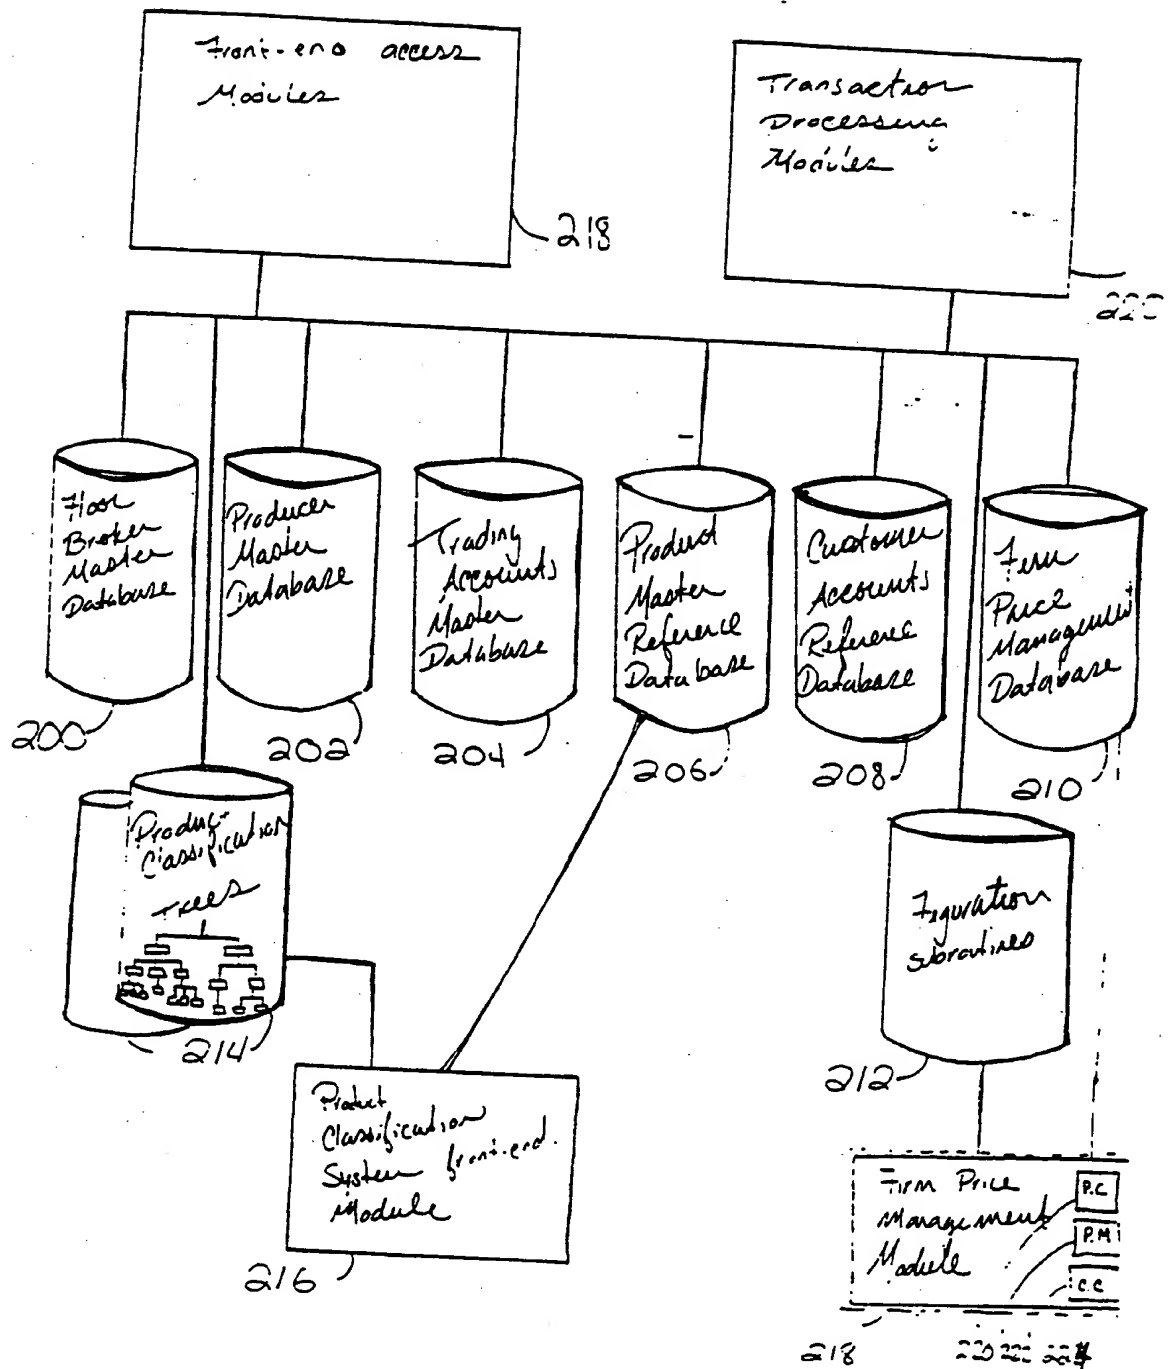 Front-end access
Modules
218
Transaction
Processing
Modules
220
Floor
Broker
Master
Database
200
Producer
Master
Database
202
Trading
Accounts
Master
Database
204
Product
Master
Reference
Database
206
Customer
Accounts
Reference
Database
208
Firm
Price
Management
Database
210
Product
Classification
Trees
214
Figuration
subroutines
212
Product
Classification
System front-end.
Module
216
Firm Price
Management
Module
P.C
P.M
C.C
218
220 222 224